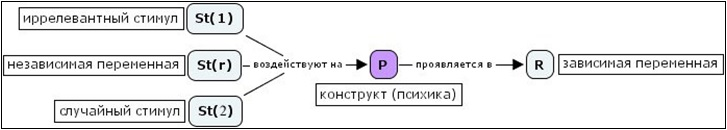 иррелевантный стимул St(1)
независимая переменная St(r) воздействуют на P проявляется в R зависимая переменная
конструкт (психика)
случайный стимул St(2)